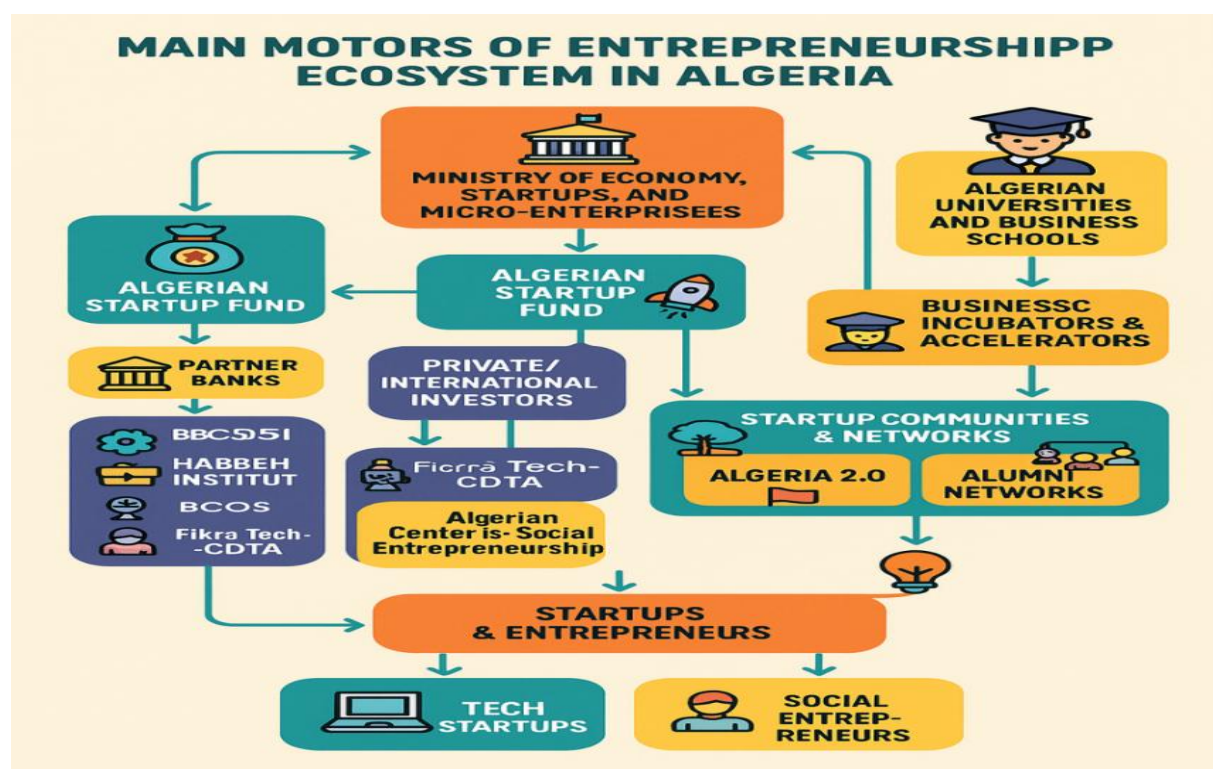 MAIN MOTORS OF ENTREPRENEURSHIPP
ECOSYSTEM IN ALGERIA
MINISTRY OF ECONOMY,
STARTUPS, AND
MICRO-ENTERPRISEES
ALGERIAN
UNIVERSITIES
AND BUSINESS
SCHOOLS
ALGERIAN
STARTUP FUND
ALGERIAN
STARTUP
FUND
BUSINESSC
INCUBATORS &
ACCELERATORS
PARTNER
BANKS
PRIVATE/
INTERNATIONAL
INVESTORS
STARTUP COMMUNITIES
& NETWORKS
ALGERIA 2.0
ALUMNI
NETWORKS
HABBEH
INSTITUT
BCOS
Fikra Tech-
-CDTA
Tech-
CDTA
Algerian
Center is- Social
Entrepreneurship
STARTUPS
& ENTREPRENEURS
TECH
STARTUPS
SOCIAL
ENTREP-
RENEURS